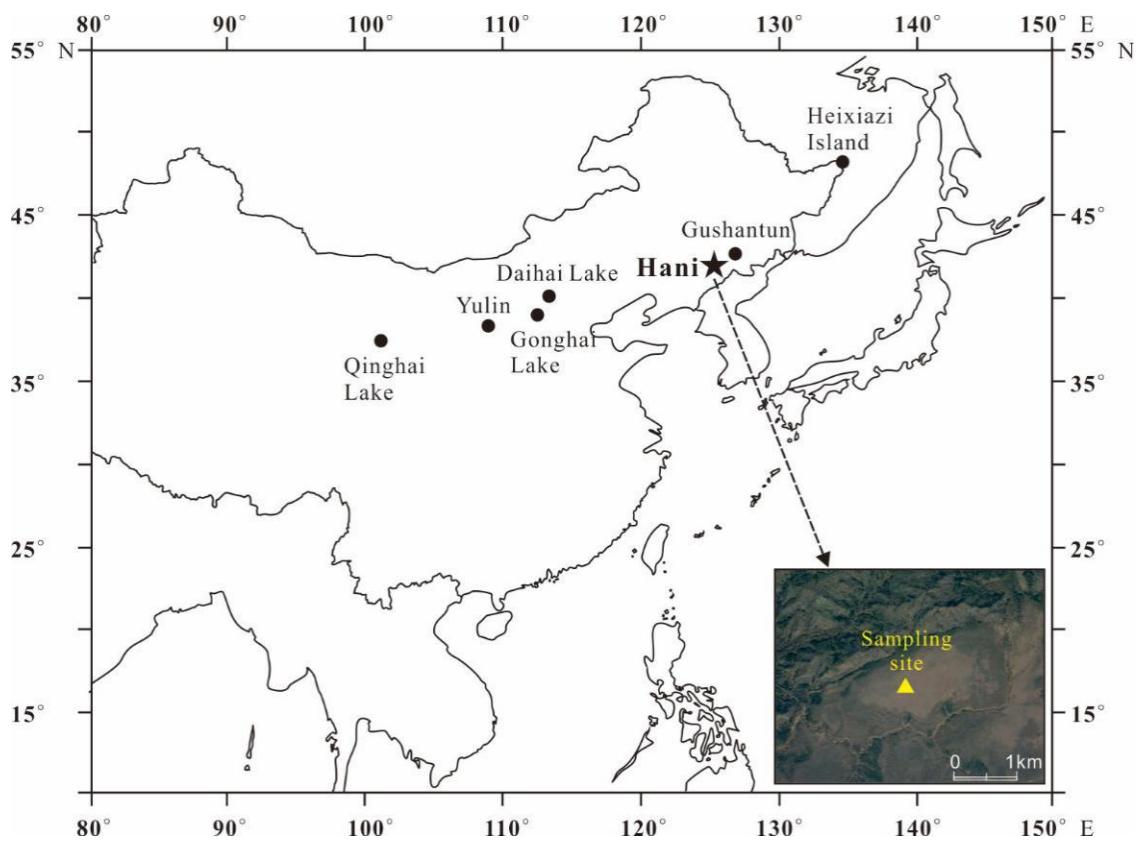 80° 90° 100° 110° 120° 130° 140° 150° E
55° N
55° N
Heixiazi
Island
45°
45°
Gushantun
Hani
Daihai Lake
Yulin
Gonghai
Lake
Qinghai
Lake
35°
35°
25°
25°
Sampling
site
15°
15°
0 1km
80° 90° 100° 110° 120° 130° 140° 150° E